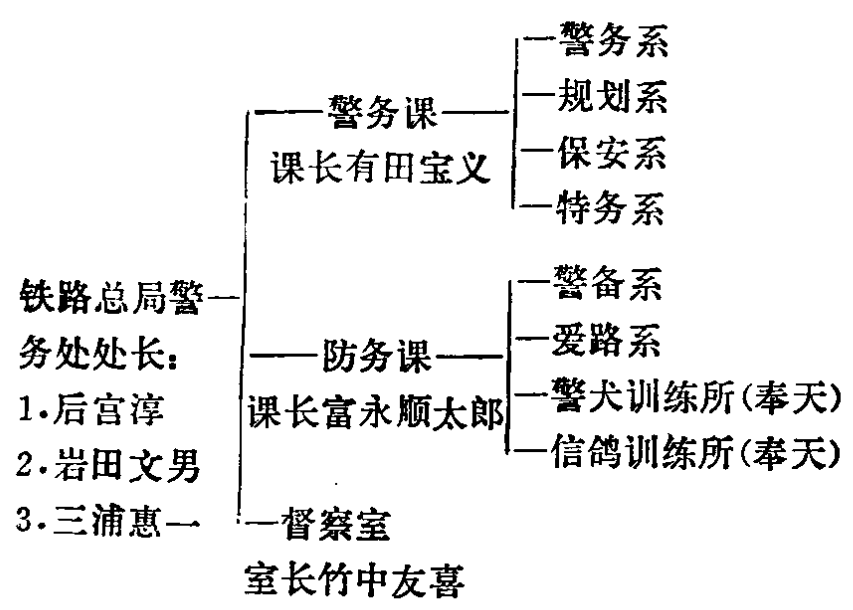 铁路总局警
务处处长：
1.后宫淳
2.岩田文男
3.三浦惠一
警务课
课长有田宝义
警务系
规划系
保安系
特务系
防务课
课长富永顺太郎
警备系
爱路系
警犬训练所(奉天)
信鸽训练所(奉天)
督察室
室长竹中友喜